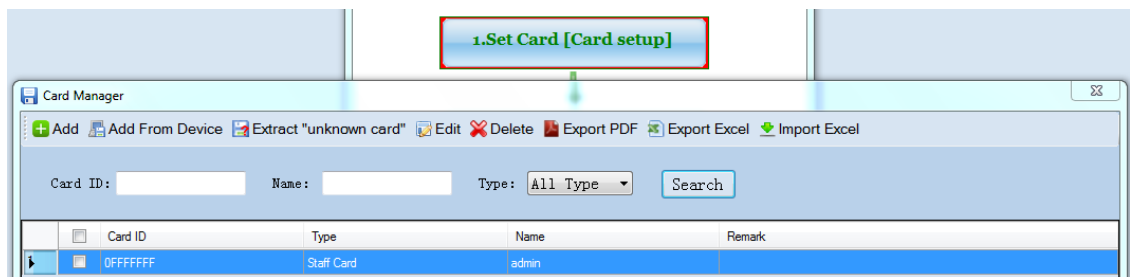 1.Set Card [Card setup]
Card Manager
Add Add From Device Extract "unknown card" Edit Delete Export PDF Export Excel Import Excel
Card ID: Name: Type: All Type Search
Card ID Type Name Remark
0FFFFFFF Staff Card admin